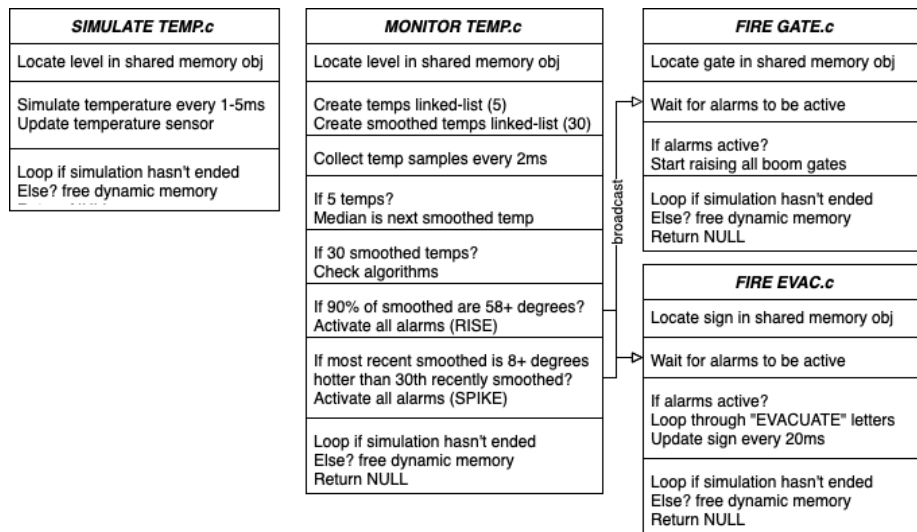 SIMULATE TEMP.c
Locate level in shared memory obj
Simulate temperature every 1-5ms
Update temperature sensor
Loop if simulation hasn't ended
Else? free dynamic memory
MONITOR TEMP.c
Locate level in shared memory obj
Create temps linked-list (5)
Create smoothed temps linked-list (30)
Collect temp samples every 2ms
If 5 temps?
Median is next smoothed temp
If 30 smoothed temps?
Check algorithms
If 90% of smoothed are 58+ degrees?
Activate all alarms (RISE)
If most recent smoothed is 8+ degrees
hotter than 30th recently smoothed?
Activate all alarms (SPIKE)
Loop if simulation hasn't ended
Else? free dynamic memory
Return NULL
broadcast
FIRE GATE.c
Locate gate in shared memory obj
Wait for alarms to be active
If alarms active?
Start raising all boom gates
Loop if simulation hasn't ended
Else? free dynamic memory
Return NULL
FIRE EVAC.c
Locate sign in shared memory obj
Wait for alarms to be active
If alarms active?
Loop through "EVACUATE" letters
Update sign every 20ms
Loop if simulation hasn't ended
Else? free dynamic memory
Return NULL